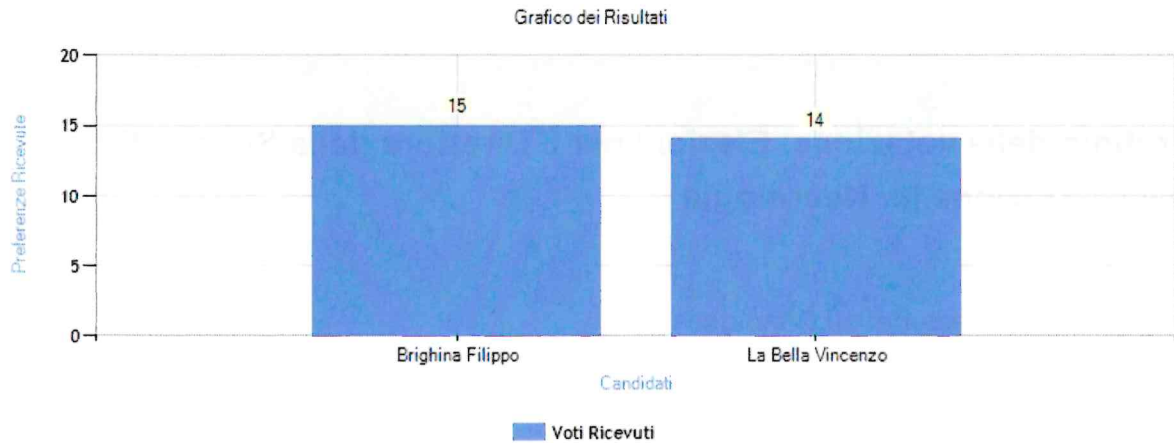 Grafico dei Risultati
20
15
10
5
0
Preferenze Ricevute
15
14
Brighina Filippo
La Bella Vincenzo
Candidati
Voti Ricevuti